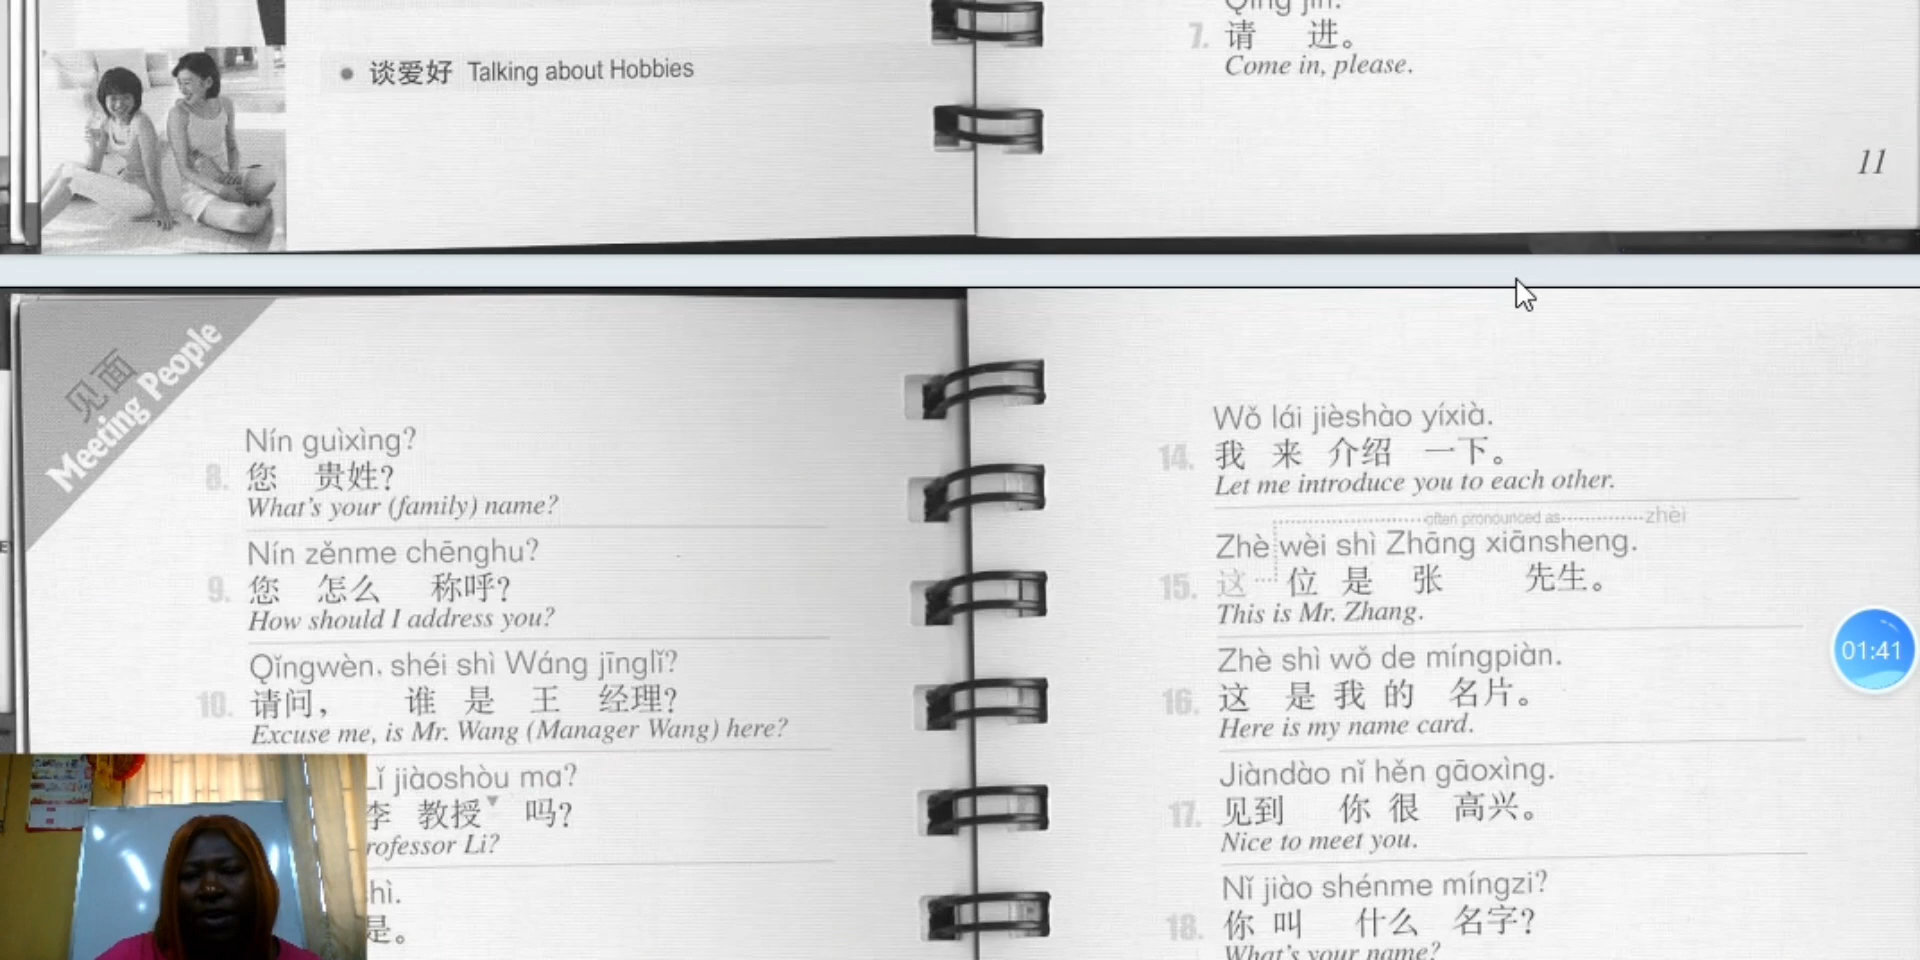 谈爱好 Talking about Hobbies
7. 请 进。
Come in, please.
11
见面
Meeting People
Nín guìxìng?
8. 您 贵姓?
What's your (family) name?
Nín zěnme chēnghu?
9. 您 怎么 称呼?
How should I address you?
Qǐngwèn, shéi shì Wáng jīnglǐ?
10. 请问, 谁 是 王 经理?
Excuse me, is Mr. Wang (Manager Wang) here?
Lǐ jiàoshòu ma?
李 教授 吗?
rofessor Li?
hì.
是。
Wǒ lái jièshào yíxià.
14. 我 来 介绍 一下。
Let me introduce you to each other.
often pronounced as zhèi
Zhè wèi shì Zhāng xiānsheng.
15. 这 位 是 张 先生。
This is Mr. Zhang.
Zhè shì wǒ de míngpiàn.
16. 这 是 我 的 名片。
Here is my name card.
Jiàndào nǐ hěn gāoxìng.
17. 见到 你 很 高兴。
Nice to meet you.
Nǐ jiào shénme míngzi?
18. 你 叫 什么 名字?
What's your name?
01:41